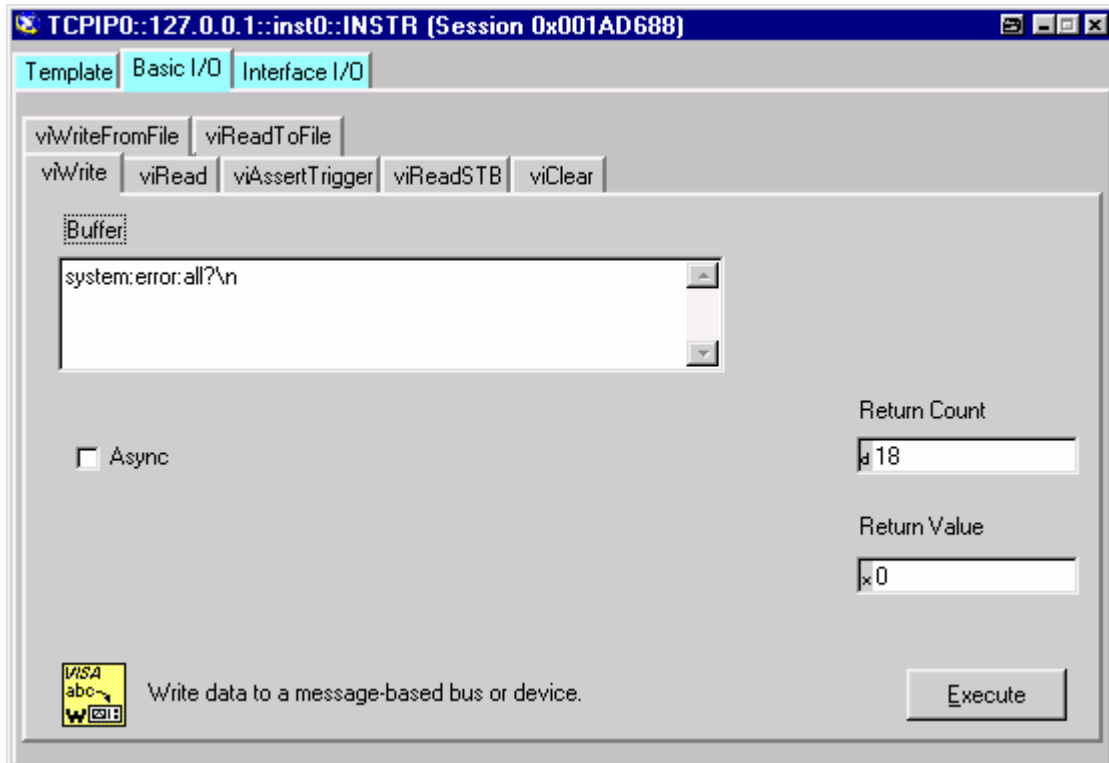 TCPIP0::127.0.0.1::inst0::INSTR (Session 0x001AD688)
Template Basic I/O Interface I/O
viWriteFromFile viReadToFile
viWrite viRead viAssertTrigger viReadSTB viClear
Buffer
system:error:all?\n
Return Count
Async
d 18
Return Value
x 0
VISA
abc
W
Write data to a message-based bus or device.
Execute